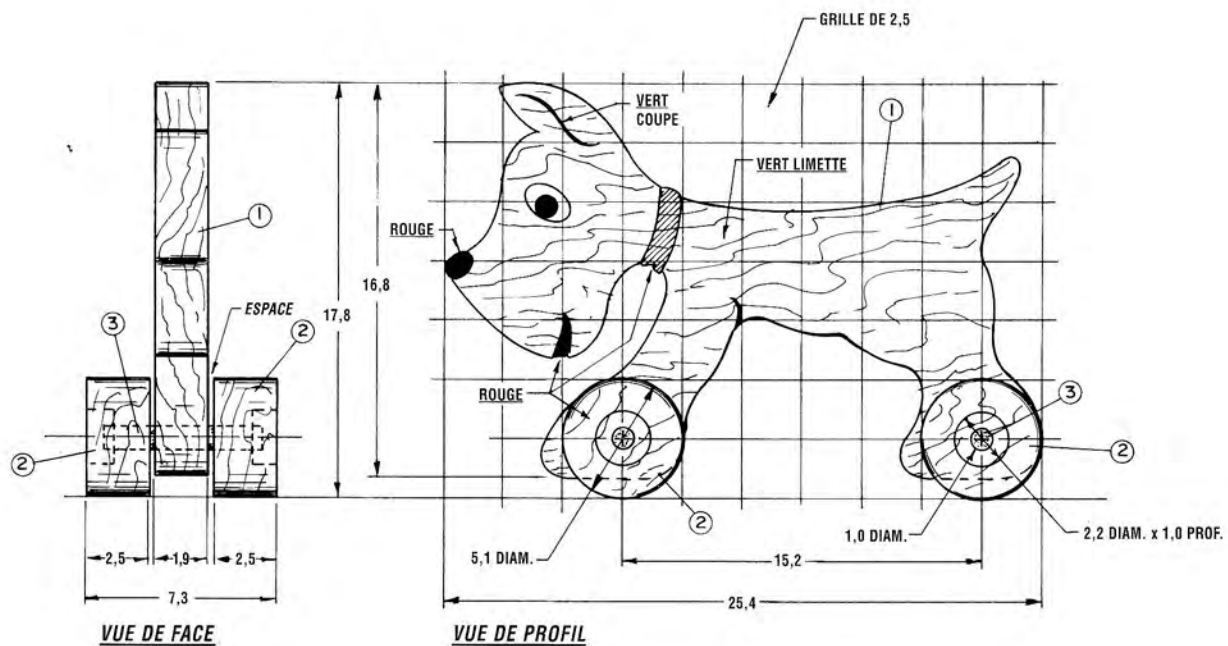 GRILLE DE 2,5
VERT
COUPE
1
VERT LIMETTE
1
ROUGE
16,8
17,8
ESPACE
3
2
ROUGE
3
2
2
2
5,1 DIAM.
1,0 DIAM.
2,2 DIAM. x 1,0 PROF.
2,5
1,9
2,5
15,2
7,3
25,4
VUE DE FACE
VUE DE PROFIL